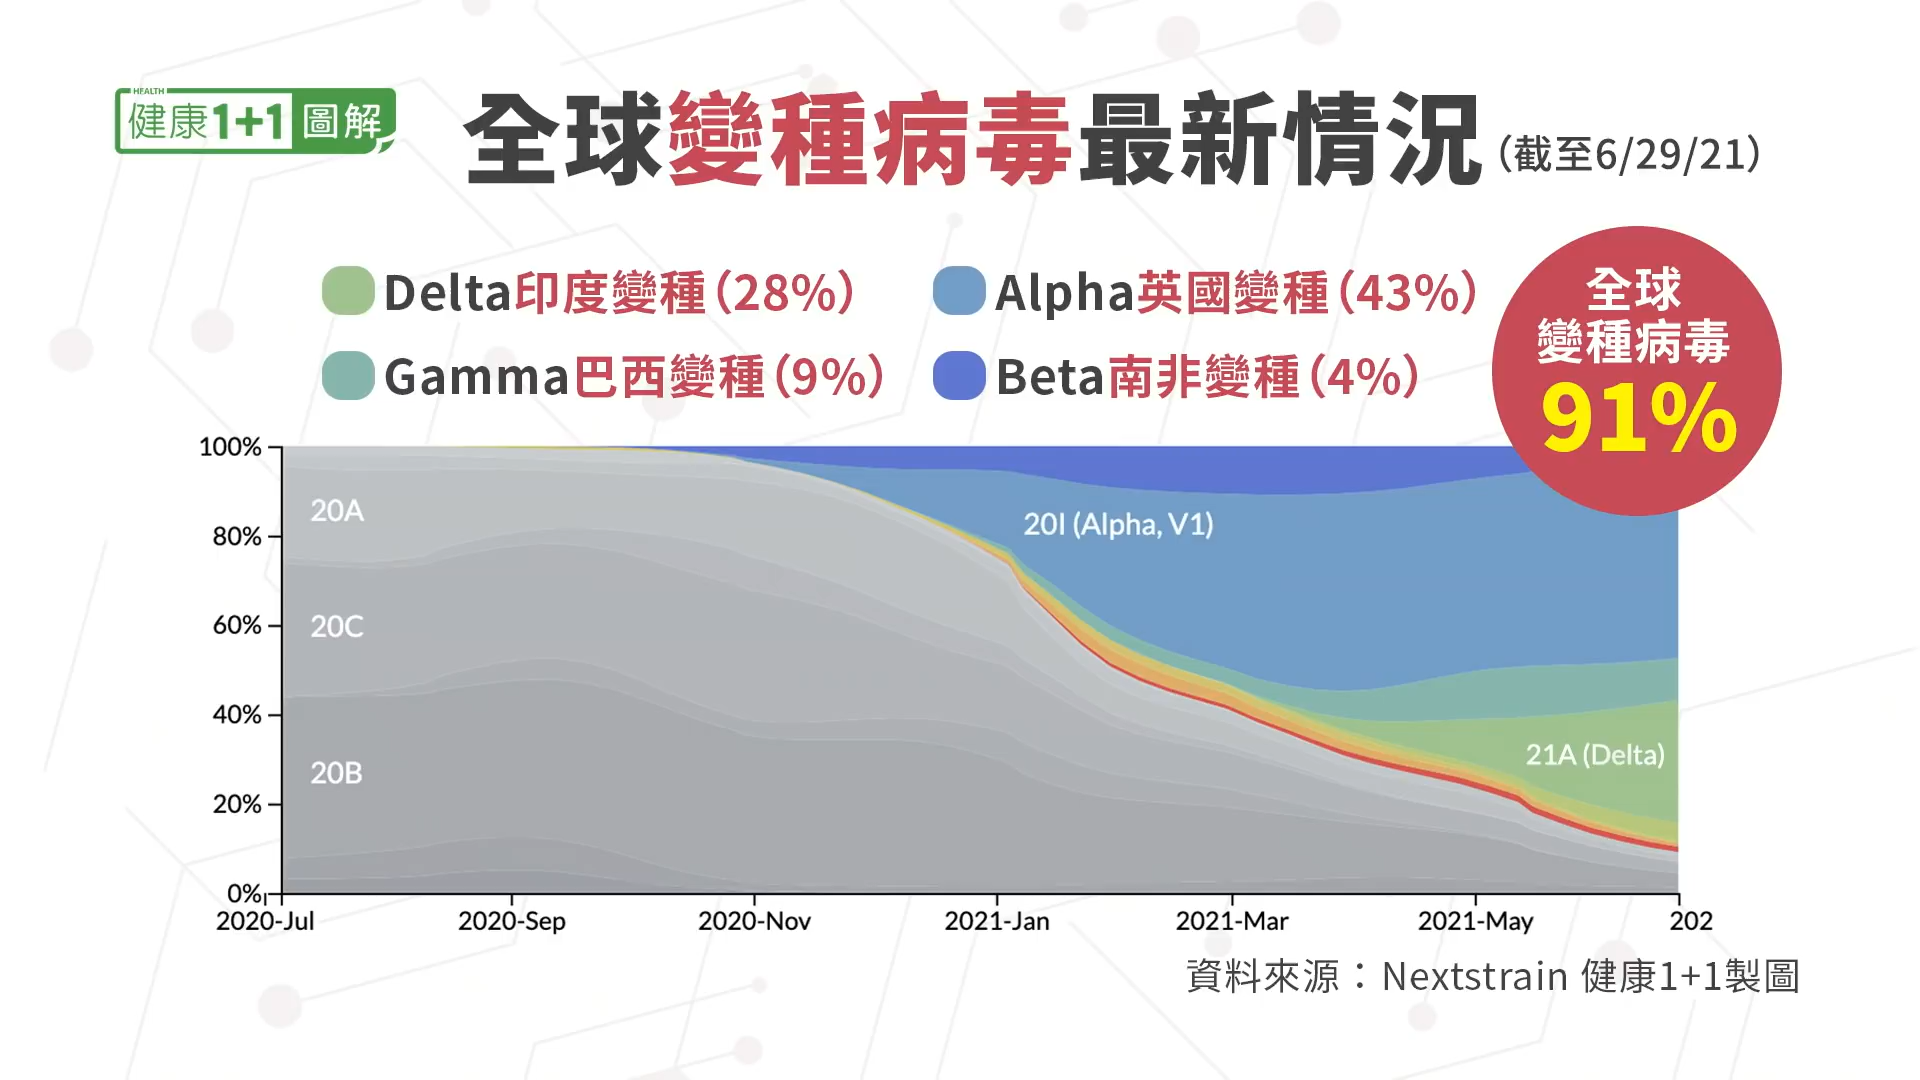 HEALTH
健康1+1圖解
全球變種病毒最新情況（截至6/29/21）
Delta印度變種（28%）
Alpha英國變種（43%）
Gamma巴西變種（9%）
Beta南非變種（4%）
全球
變種病毒
91%
100%
80%
60%
40%
20%
0%
20A
20C
20B
20I (Alpha, V1)
21A (Delta)
2020-Jul
2020-Sep
2020-Nov
2021-Jan
2021-Mar
2021-May
202
資料來源：Nextstrain 健康1+1製圖